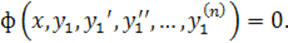 ф(x, y₁, y₁′, y₁″, …, y₁⁽ⁿ⁾) = 0.